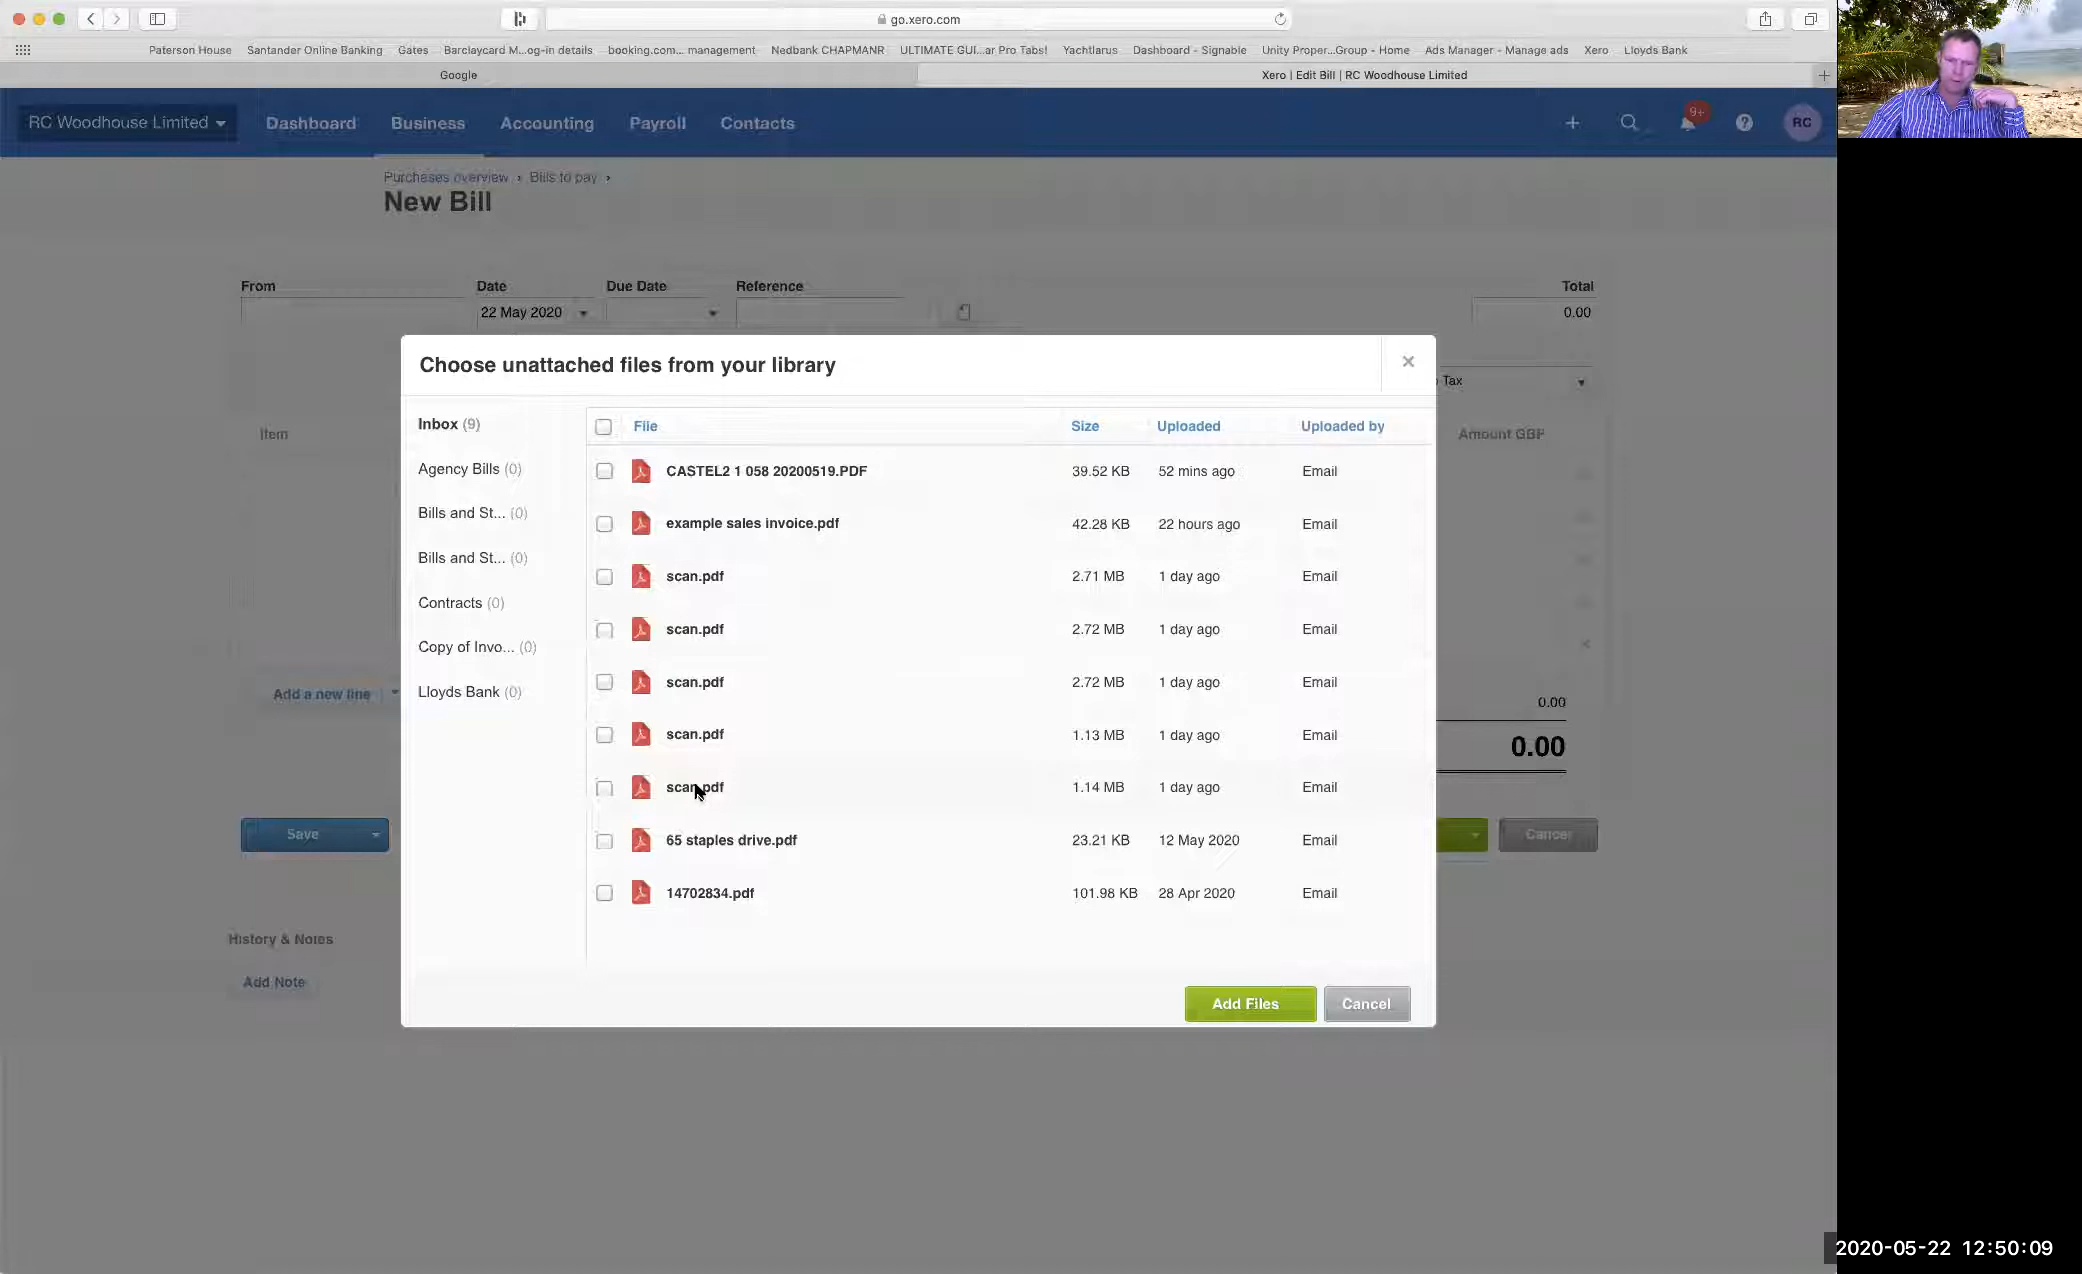 go.xero.com
Paterson House Santander Online Banking Gates Barclaycard M...og-in details booking.com... management Nedbank CHAPMANR ULTIMATE GUI...ar Pro Tabs! Yachtlarus Dashboard - Signable Unity Proper...Group - Home Ads Manager - Manage ads Xero Lloyds Bank
Google Xero | Edit Bill | RC Woodhouse Limited
RC Woodhouse Limited Dashboard Business Accounting Payroll Contacts + 9+ ? RC
Purchases overview › Bills to pay ›
New Bill
From Date Due Date Reference Total
22 May 2020 0.00
Choose unattached files from your library
Tax
Inbox (9) File Size Uploaded Uploaded by
Item Amount GBP
Agency Bills (0) CASTEL2 1 058 20200519.PDF 39.52 KB 52 mins ago Email
Bills and St... (0) example sales invoice.pdf 42.28 KB 22 hours ago Email
Bills and St... (0) scan.pdf 2.71 MB 1 day ago Email
Contracts (0) scan.pdf 2.72 MB 1 day ago Email
Copy of Invo... (0) scan.pdf 2.72 MB 1 day ago Email
Lloyds Bank (0) scan.pdf 1.13 MB 1 day ago Email
Add a new line 0.00
0.00
scan.pdf 1.14 MB 1 day ago Email
Save 65 staples drive.pdf 23.21 KB 12 May 2020 Email Cancel
14702834.pdf 101.98 KB 28 Apr 2020 Email
History & Notes
Add Note
Add Files Cancel
2020-05-22 12:50:09